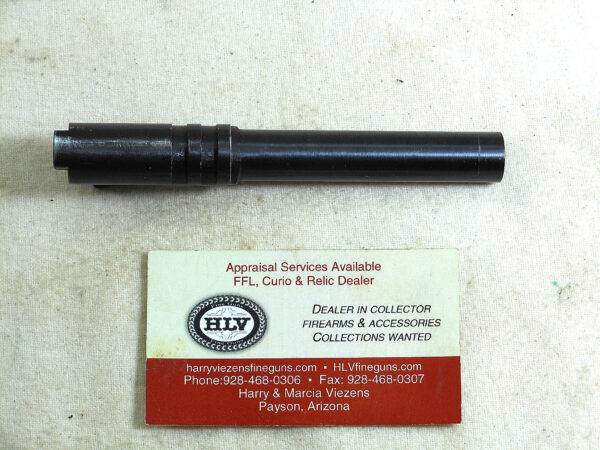 Appraisal Services Available
FFL, Curio & Relic Dealer
HLV
DEALER IN COLLECTOR
FIREARMS & ACCESSORIES
COLLECTIONS WANTED
harryviezensfineguns.com • HLVfineguns.com
Phone:928-468-0306 • Fax: 928-468-0307
Harry & Marcia Viezens
Payson, Arizona